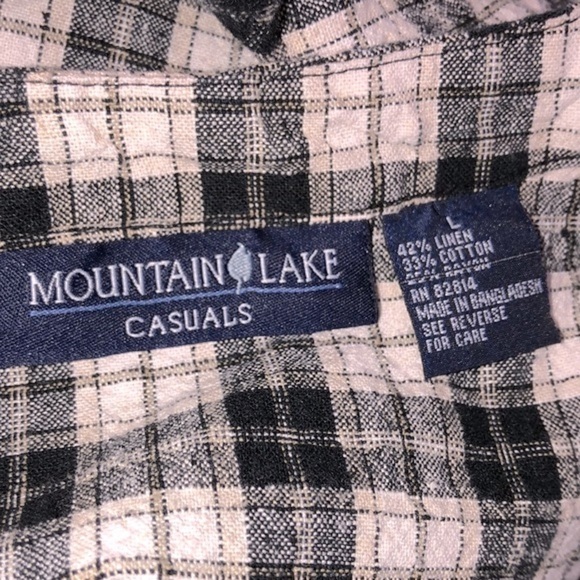 MOUNTAIN LAKE
CASUALS
L
42% LINEN
33% COTTON
RN 82814
MADE IN BANGLADESH
SEE REVERSE
FOR CARE